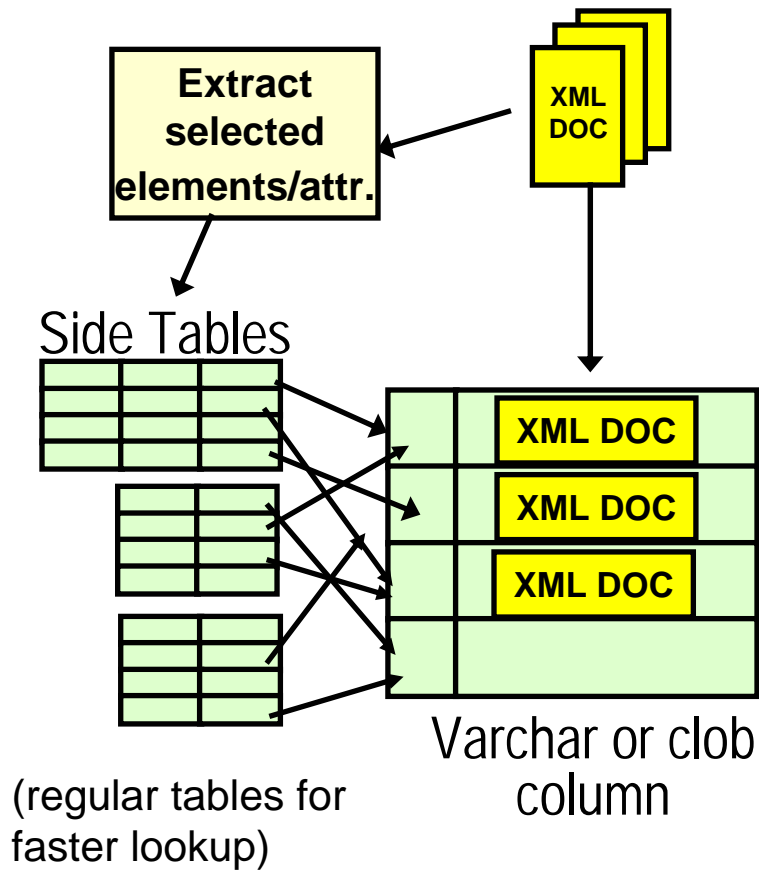 Extract
selected
elements/attr.
XML
DOC
Side Tables
XML DOC
XML DOC
XML DOC
Varchar or clob
column
(regular tables for
faster lookup)